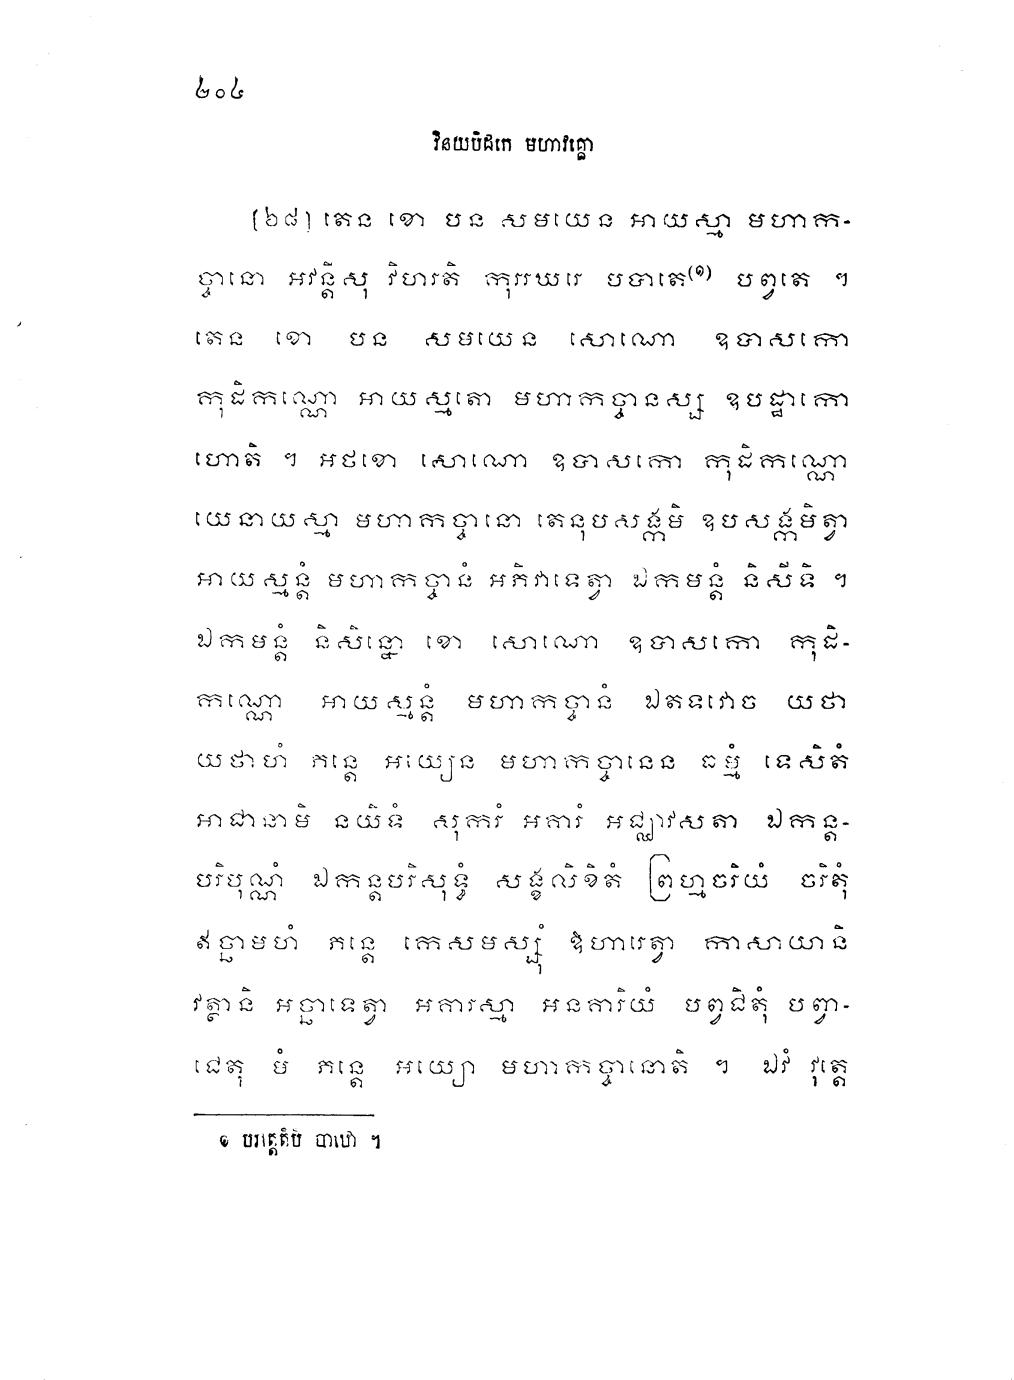 ២០៤
វិនយបិដកេ មហាវគ្គោ
[៦៨] តេន ខោ បន សមយេន អាយស្មា មហាកច-
ច្ចានោ អវន្តីសុ វិហរតិ កុររឃរេ បបាតេ(១) បព្វតេ ។
តេន ខោ បន សមយេន សោណោ ឧបាសកោ
កុដិកណ្ណោ អាយស្មតោ មហាកច្ចានស្ស ឧបដ្ឋាកោ
ហោតិ ។ អថខោ សោណោ ឧបាសកោ កុដិកណ្ណោ
យេនាយស្មា មហាកច្ចានោ តេនុបសង្កមិ ឧបសង្កមិត្វា
អាយស្មន្តំ មហាកច្ចានំ អភិវាទេត្វា ឯកមន្តំ និសីទិ ។
ឯកមន្តំ និសិន្នោ ខោ សោណោ ឧបាសកោ កុដិ-
កណ្ណោ អាយស្មន្តំ មហាកច្ចានំ ឯតទវោច យថា
យថាហំ ភន្តេ អយ្យេន មហាកច្ចានេន ធម្មំ ទេសិតំ
អាជានាមិ នយិទំ សុករំ អគារំ អជ្ឈាវសតា ឯកន្ត-
បរិបុណ្ណំ ឯកន្តបរិសុទ្ធំ សង្ខលិខិតំ ព្រហ្មចរិយំ ចរិតុំ
ឥច្ឆាមហំ ភន្តេ កេសមស្សុំ ឱហារេត្វា កាសាយានិ
វត្ថានិ អច្ឆាទេត្វា អគារស្មា អនគារិយំ បព្វជិតុំ បព្វា-
ជេតុ មំ ភន្តេ អយ្យោ មហាកច្ចានោតិ ។ ឯវំ វុត្តេ
១ បវត្តេតិបិ បាឋោ ។